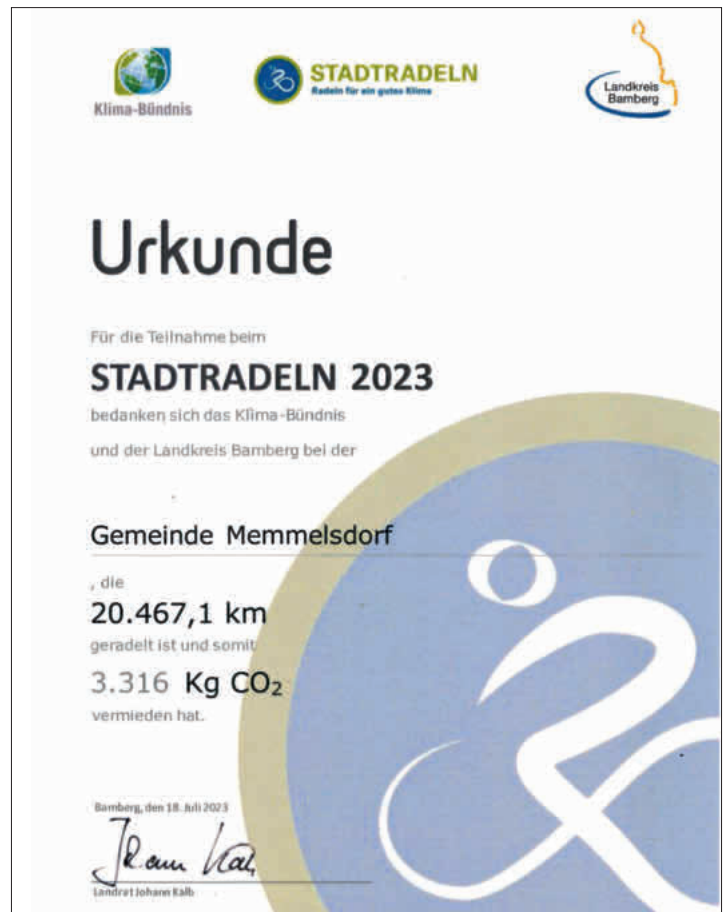 Klima-Bündnis
STADTRADELN
Radeln für ein gutes Klima
Landkreis
Bamberg
Urkunde
Für die Teilnahme beim
STADTRADELN 2023
bedanken sich das Klima-Bündnis
und der Landkreis Bamberg bei der
Gemeinde Memmelsdorf
, die
20.467,1 km
geradelt ist und somit
3.316 Kg CO₂
vermieden hat.
Bamberg, den 18. Juli 2023
Landrat Johann Kalb